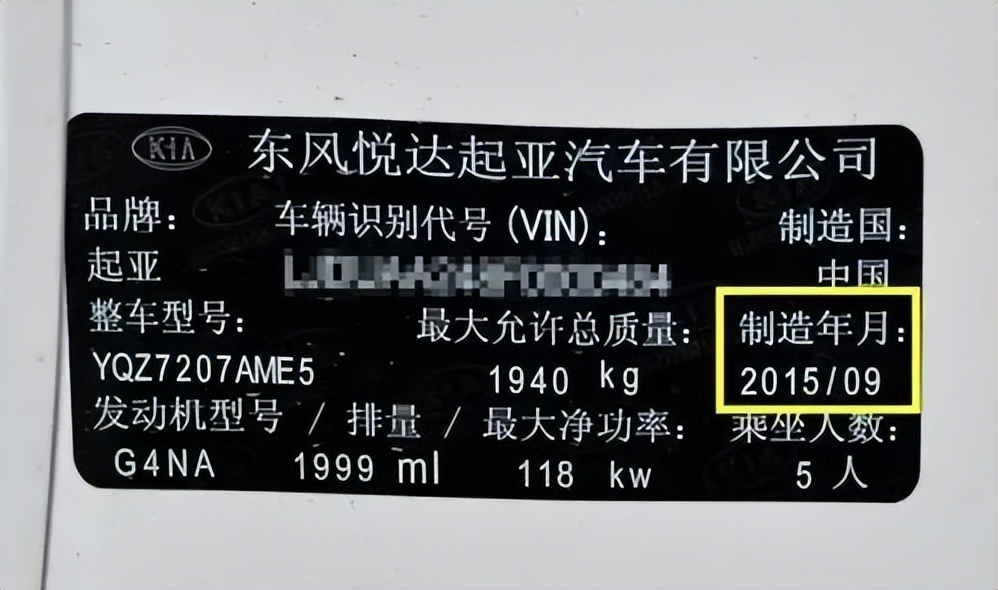 KIA 东风悦达起亚汽车有限公司
品牌： 车辆识别代号 (VIN)： 制造国：
起亚 中国
整车型号： 最大允许总质量： 制造年月：
YQZ7207AME5 1940 kg 2015/09
发动机型号 / 排量 / 最大净功率： 乘坐人数：
G4NA 1999 ml 118 kw 5 人